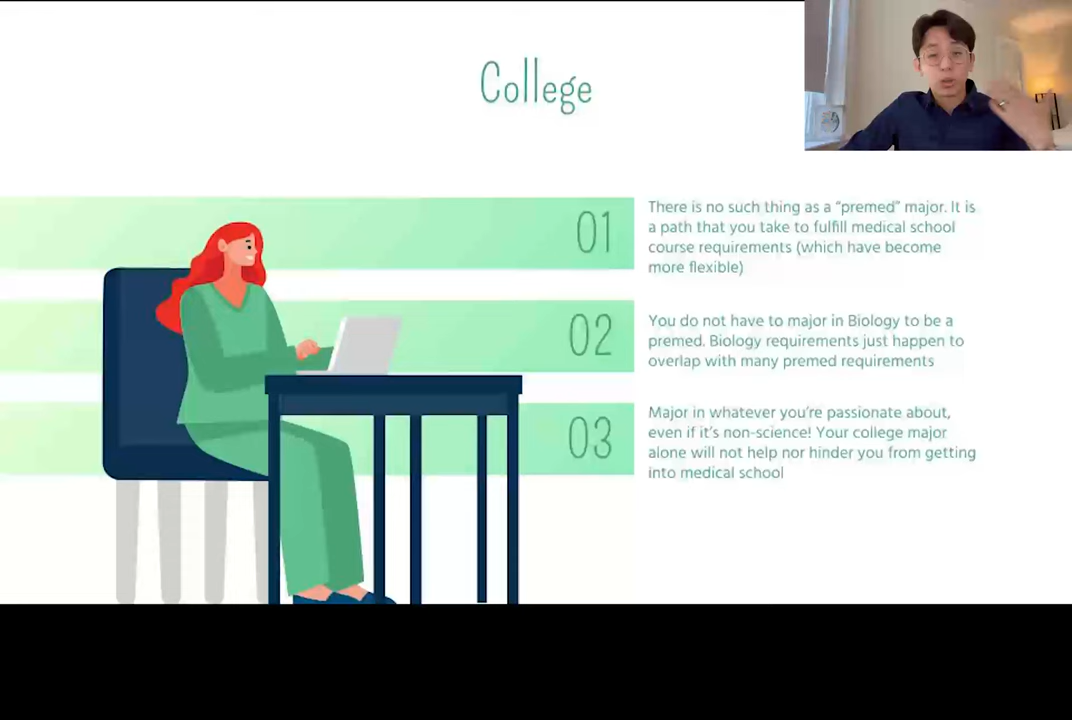 College
01
There is no such thing as a “premed” major. It is
a path that you take to fulfill medical school
course requirements (which have become
more flexible)
02
You do not have to major in Biology to be a
premed. Biology requirements just happen to
overlap with many premed requirements
03
Major in whatever you’re passionate about,
even if it’s non-science! Your college major
alone will not help nor hinder you from getting
into medical school